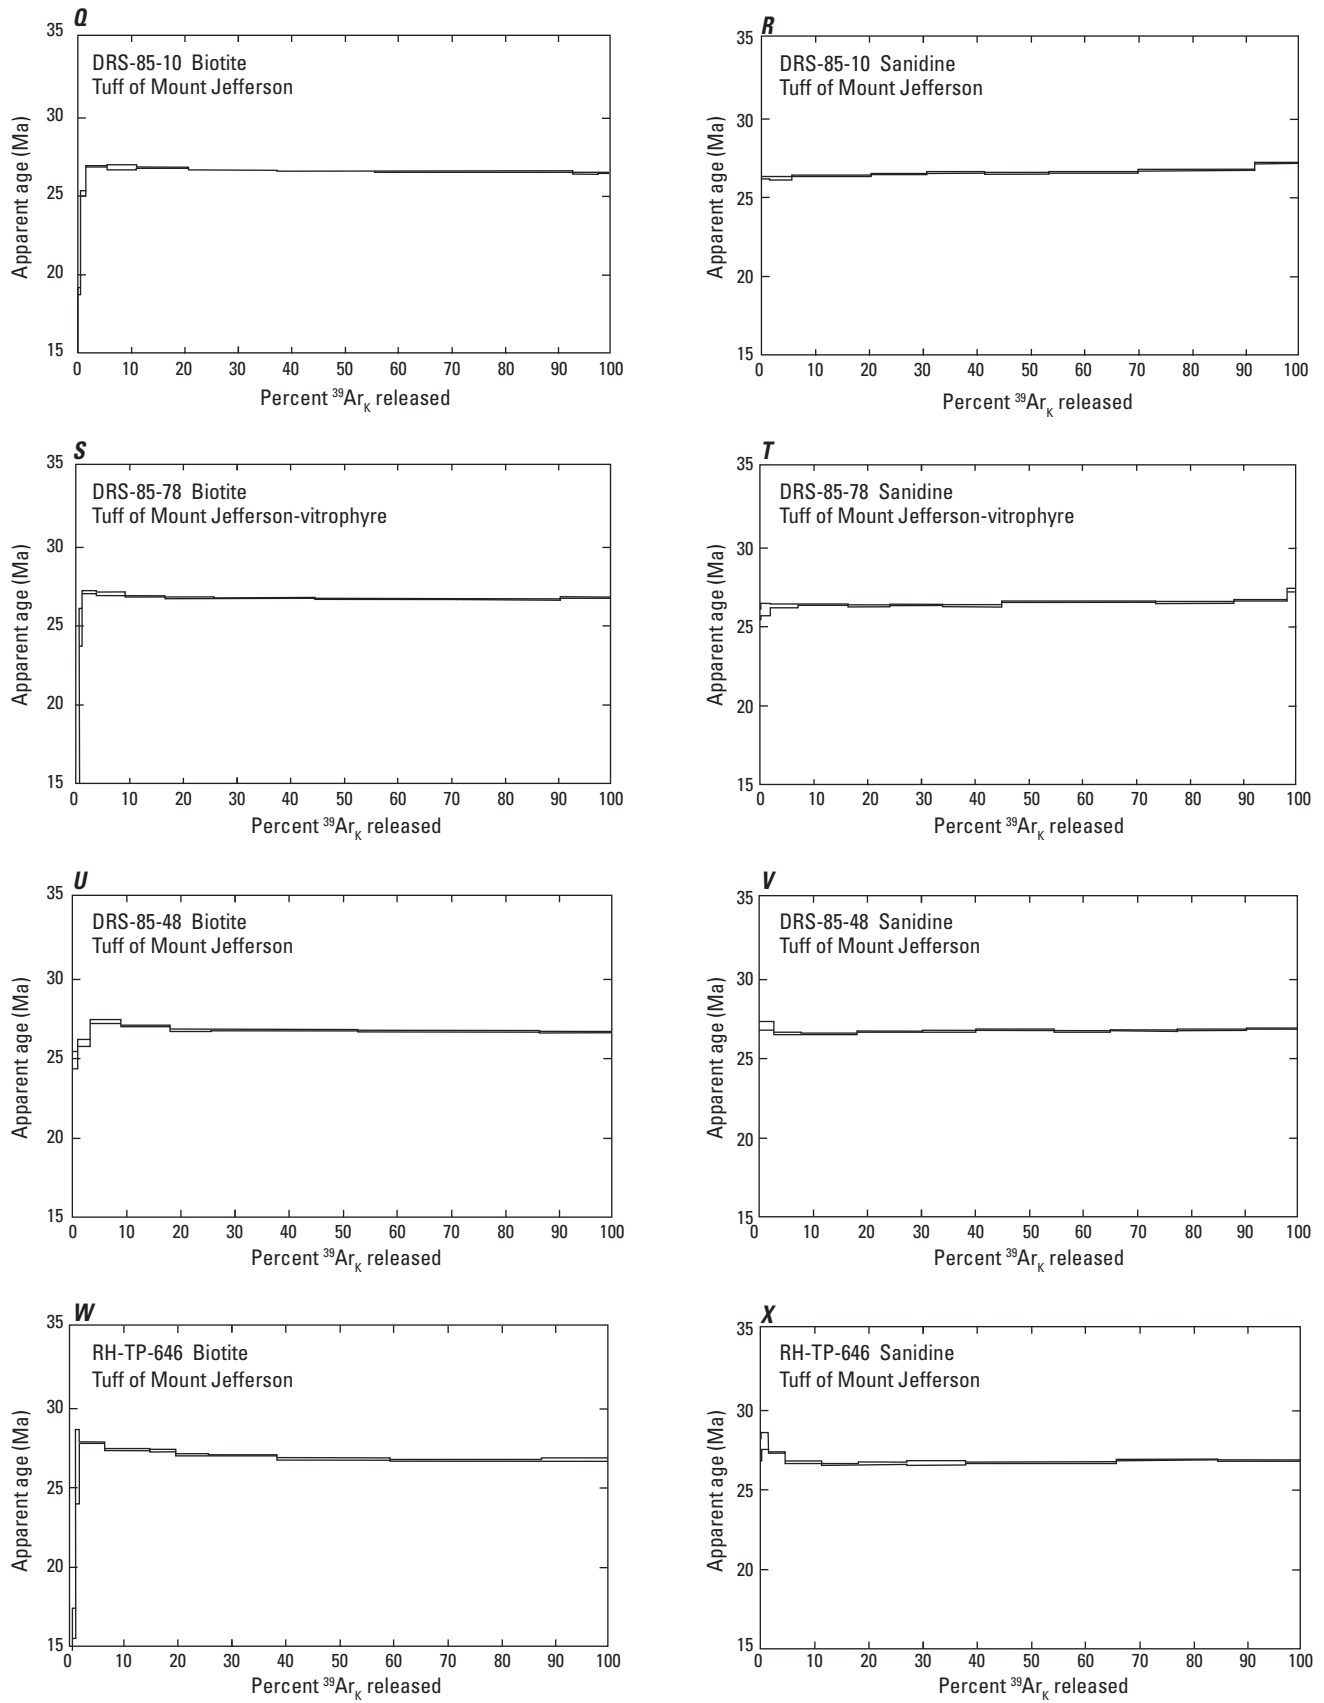 Q
35
30
25
20
15
Apparent age (Ma)
DRS-85-10 Biotite
Tuff of Mount Jefferson
0 10 20 30 40 50 60 70 80 90 100
Percent ³⁹Ar_K released
R
35
30
25
20
15
Apparent age (Ma)
DRS-85-10 Sanidine
Tuff of Mount Jefferson
0 10 20 30 40 50 60 70 80 90 100
Percent ³⁹Ar_K released
S
35
30
25
20
15
Apparent age (Ma)
DRS-85-78 Biotite
Tuff of Mount Jefferson-vitrophyre
0 10 20 30 40 50 60 70 80 90 100
Percent ³⁹Ar_K released
T
35
30
25
20
15
Apparent age (Ma)
DRS-85-78 Sanidine
Tuff of Mount Jefferson-vitrophyre
0 10 20 30 40 50 60 70 80 90 100
Percent ³⁹Ar_K released
U
35
30
25
20
15
Apparent age (Ma)
DRS-85-48 Biotite
Tuff of Mount Jefferson
0 10 20 30 40 50 60 70 80 90 100
Percent ³⁹Ar_K released
V
35
30
25
20
15
Apparent age (Ma)
DRS-85-48 Sanidine
Tuff of Mount Jefferson
0 10 20 30 40 50 60 70 80 90 100
Percent ³⁹Ar_K released
W
35
30
25
20
15
Apparent age (Ma)
RH-TP-646 Biotite
Tuff of Mount Jefferson
0 10 20 30 40 50 60 70 80 90 100
Percent ³⁹Ar_K released
X
35
30
25
20
15
Apparent age (Ma)
RH-TP-646 Sanidine
Tuff of Mount Jefferson
0 10 20 30 40 50 60 70 80 90 100
Percent ³⁹Ar_K released